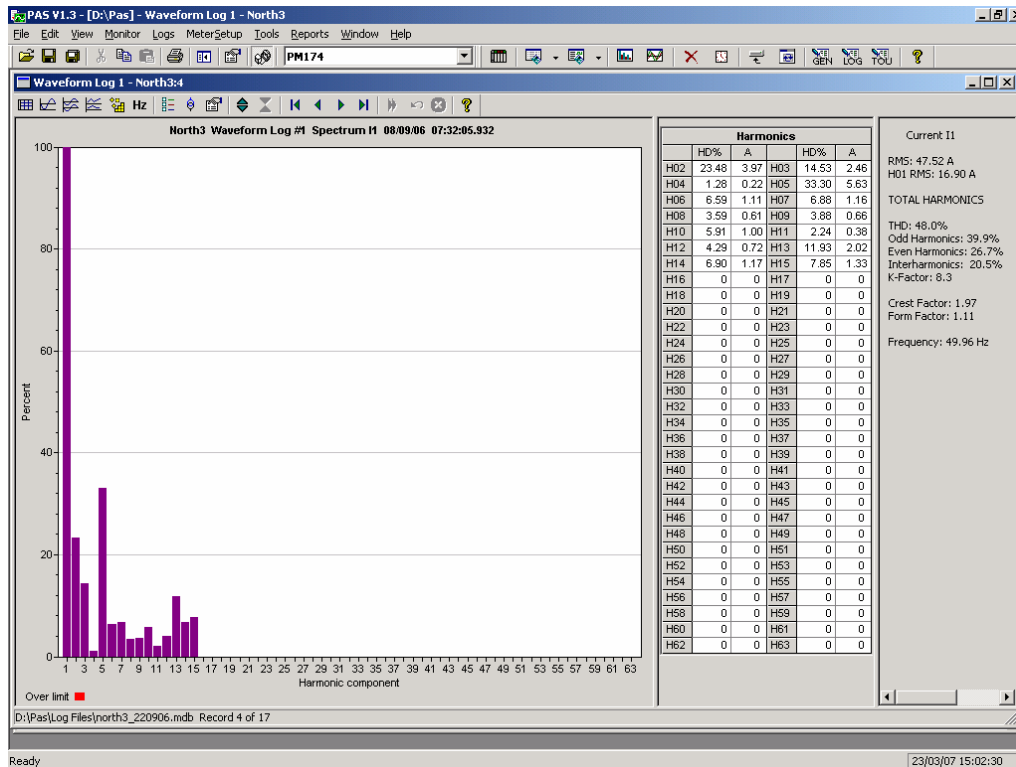 PAS V1.3 - [D:\Pas] - Waveform Log 1 - North3
File Edit View Monitor Logs MeterSetup Tools Reports Window Help
PM174
GEN LOG TOU
Waveform Log 1 - North3:4
Hz
North3 Waveform Log #1 Spectrum I1 08/09/06 07:32:05.932
100
80
60
40
20
0
Percent
1 3 5 7 9 11 13 15 17 19 21 23 25 27 29 31 33 35 37 39 41 43 45 47 49 51 53 55 57 59 61 63
Harmonic component
Over limit
Harmonics
HD% A HD% A
H02 23.48 3.97 H03 14.53 2.46
H04 1.28 0.22 H05 33.30 5.63
H06 6.59 1.11 H07 6.88 1.16
H08 3.59 0.61 H09 3.88 0.66
H10 5.91 1.00 H11 2.24 0.38
H12 4.29 0.72 H13 11.93 2.02
H14 6.90 1.17 H15 7.85 1.33
H16 0 0 H17 0 0
H18 0 0 H19 0 0
H20 0 0 H21 0 0
H22 0 0 H23 0 0
H24 0 0 H25 0 0
H26 0 0 H27 0 0
H28 0 0 H29 0 0
H30 0 0 H31 0 0
H32 0 0 H33 0 0
H34 0 0 H35 0 0
H36 0 0 H37 0 0
H38 0 0 H39 0 0
H40 0 0 H41 0 0
H42 0 0 H43 0 0
H44 0 0 H45 0 0
H46 0 0 H47 0 0
H48 0 0 H49 0 0
H50 0 0 H51 0 0
H52 0 0 H53 0 0
H54 0 0 H55 0 0
H56 0 0 H57 0 0
H58 0 0 H59 0 0
H60 0 0 H61 0 0
H62 0 0 H63 0 0
Current I1
RMS: 47.52 A
H01 RMS: 16.90 A
TOTAL HARMONICS
THD: 48.0%
Odd Harmonics: 39.9%
Even Harmonics: 26.7%
Interharmonics: 20.5%
K-Factor: 8.3
Crest Factor: 1.97
Form Factor: 1.11
Frequency: 49.96 Hz
D:\Pas\Log Files\north3_220906.mdb Record 4 of 17
Ready
23/03/07 15:02:30